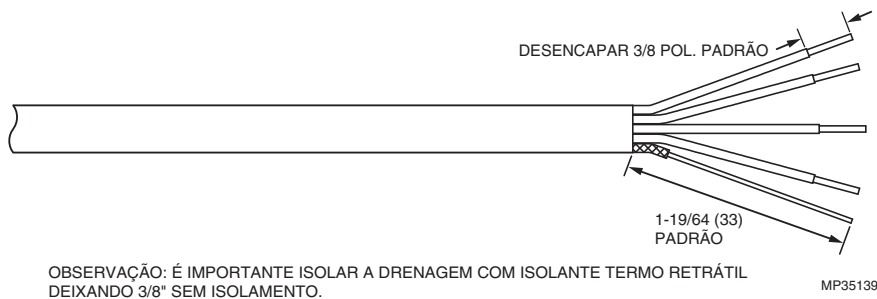 DESENCAPAR 3/8 POL. PADRÃO
1-19/64 (33)
PADRÃO
OBSERVAÇÃO: É IMPORTANTE ISOLAR A DRENAGEM COM ISOLANTE TERMO RETRÁTIL
DEIXANDO 3/8" SEM ISOLAMENTO.
MP35139